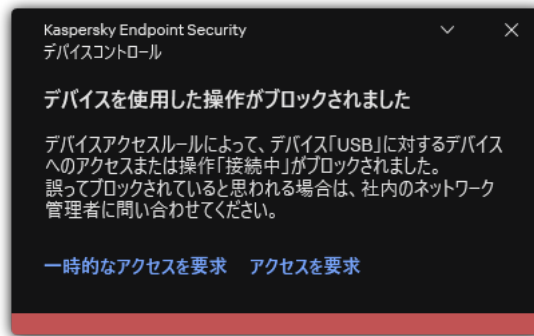 Kaspersky Endpoint Security
デバイスコントロール
デバイスを使用した操作がブロックされました
デバイスアクセスルールによって、デバイス「USB」に対するデバイス
へのアクセスまたは操作「接続中」がブロックされました。
誤ってブロックされていると思われる場合は、社内のネットワーク
管理者に問い合わせてください。
一時的なアクセスを要求 アクセスを要求